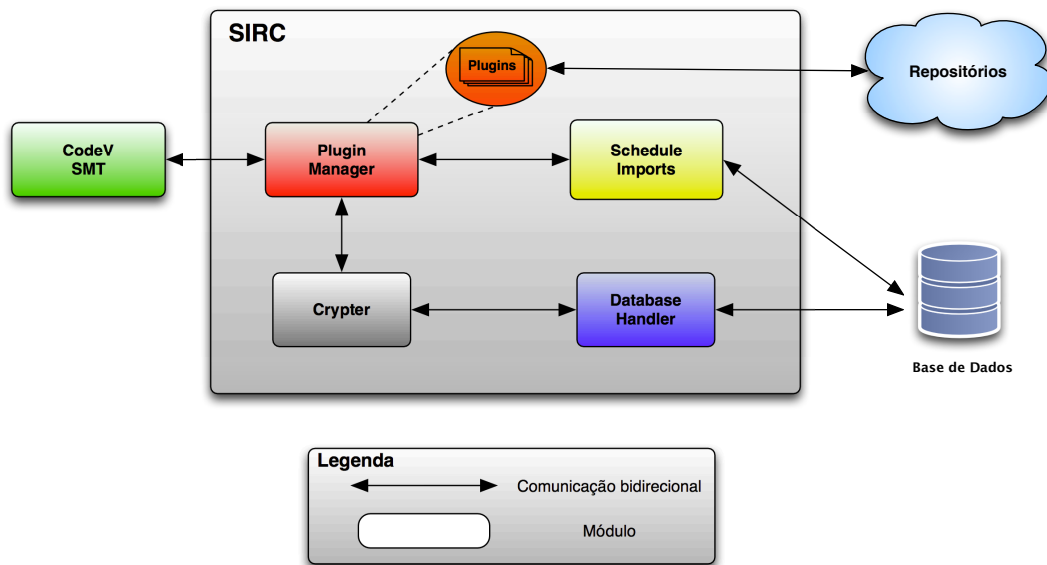 SIRC
Plugins
Repositórios
CodeV
SMT
Plugin
Manager
Schedule
Imports
Crypter
Database
Handler
Base de Dados
Legenda
Comunicação bidirecional
Módulo